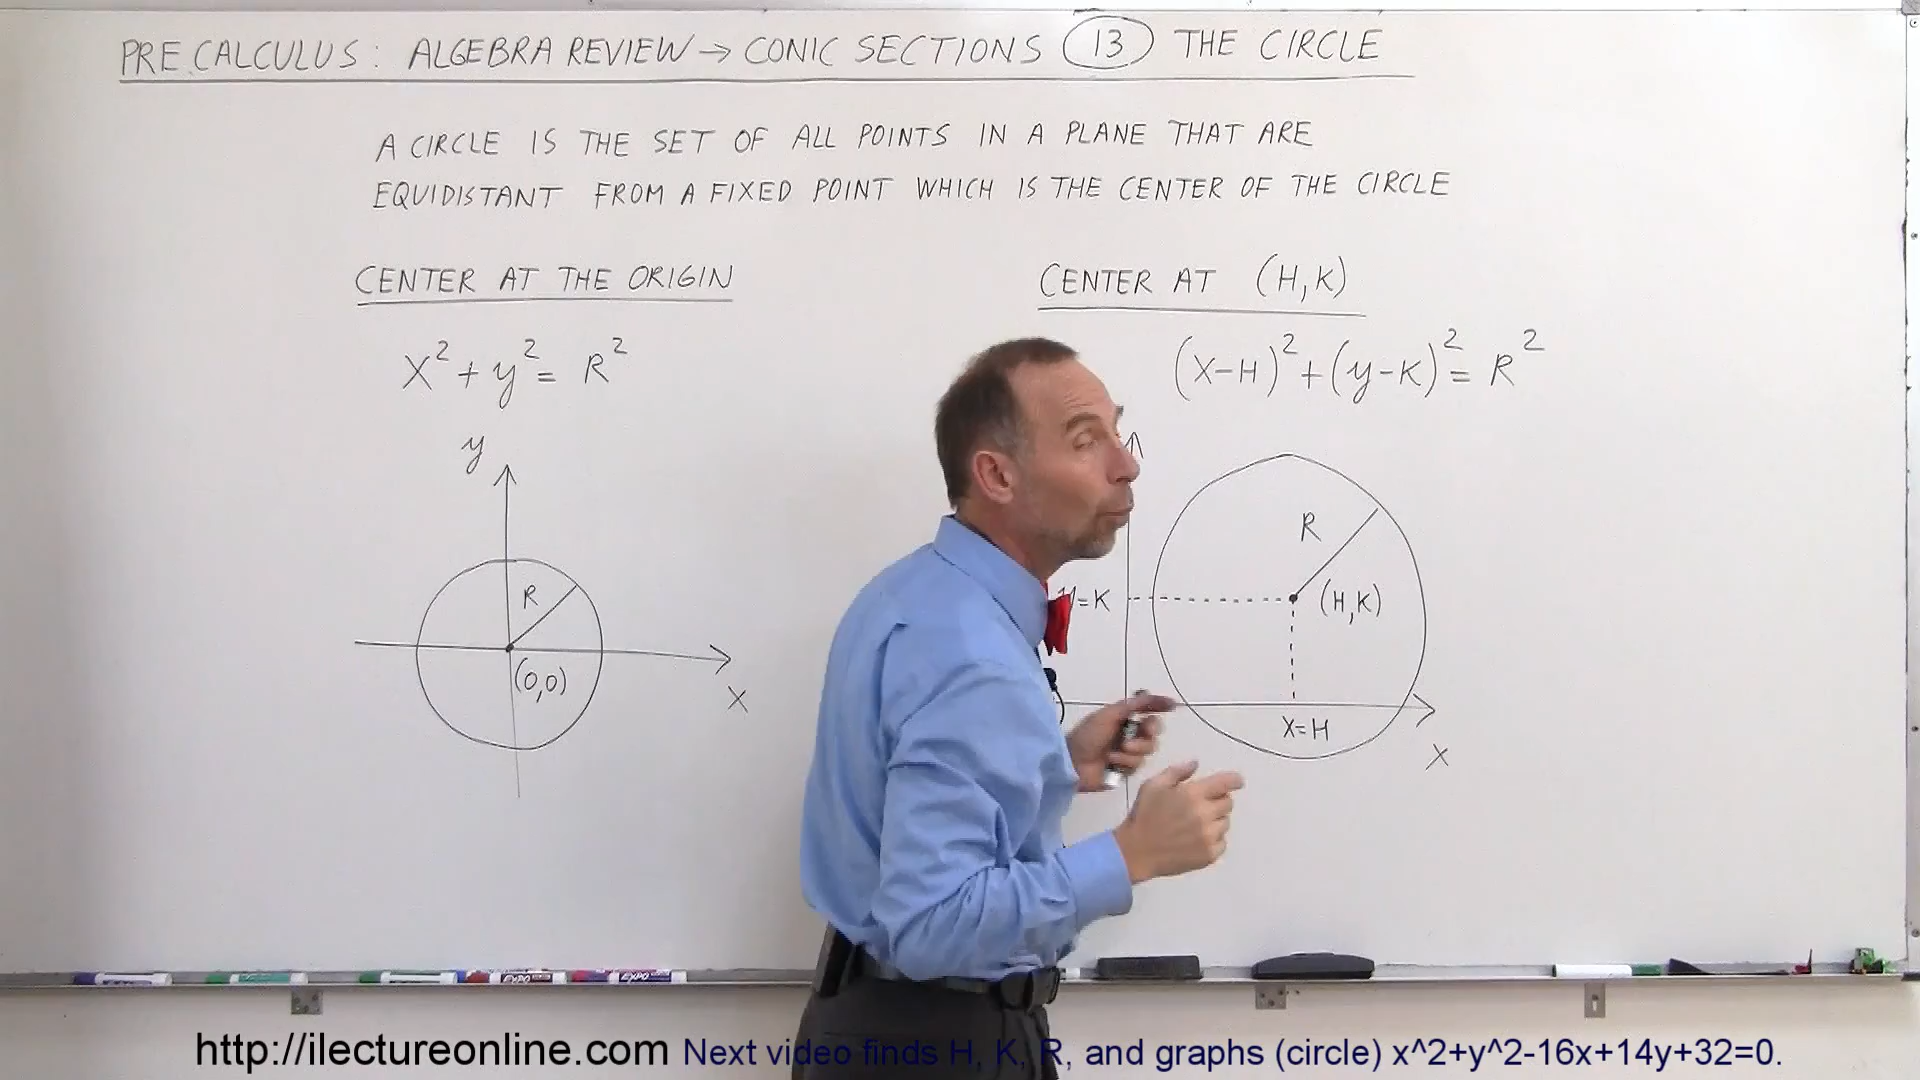 PRE CALCULUS: ALGEBRA REVIEW → CONIC SECTIONS 13 THE CIRCLE
A CIRCLE IS THE SET OF ALL POINTS IN A PLANE THAT ARE
EQUIDISTANT FROM A FIXED POINT WHICH IS THE CENTER OF THE CIRCLE
CENTER AT THE ORIGIN
x² + y² = R²
y
R
(0,0)
X
CENTER AT (H,K)
(X-H)² + (y-K)² = R²
R
y=K
(H,K)
X=H
X
EXPO
EXPO
http://ilectureonline.com Next video finds H, K, R, and graphs (circle) x^2+y^2-16x+14y+32=0.